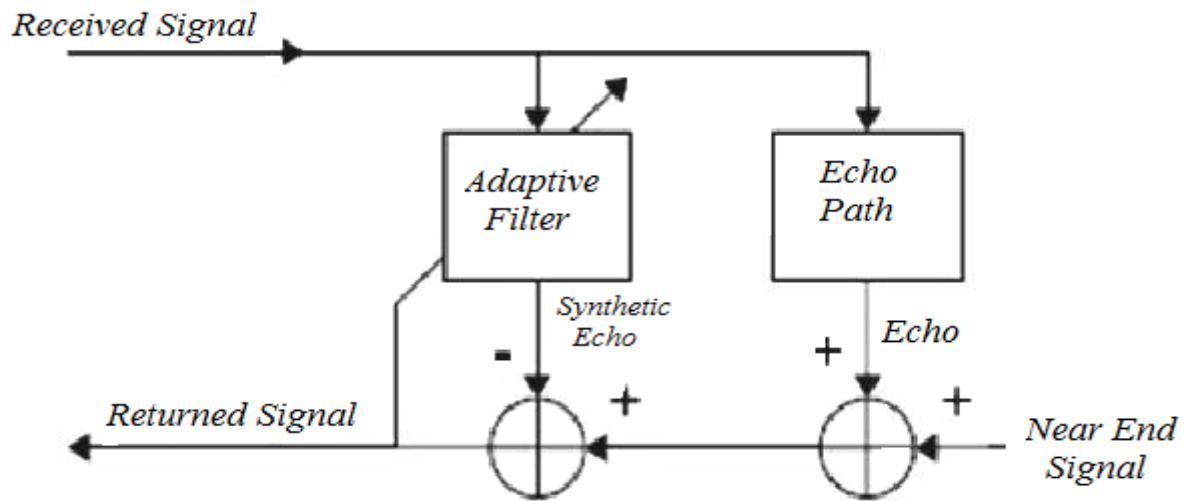 Received Signal
Adaptive
Filter
Echo
Path
Synthetic
Echo
Echo
-
+
+
+
Returned Signal
Near End
Signal